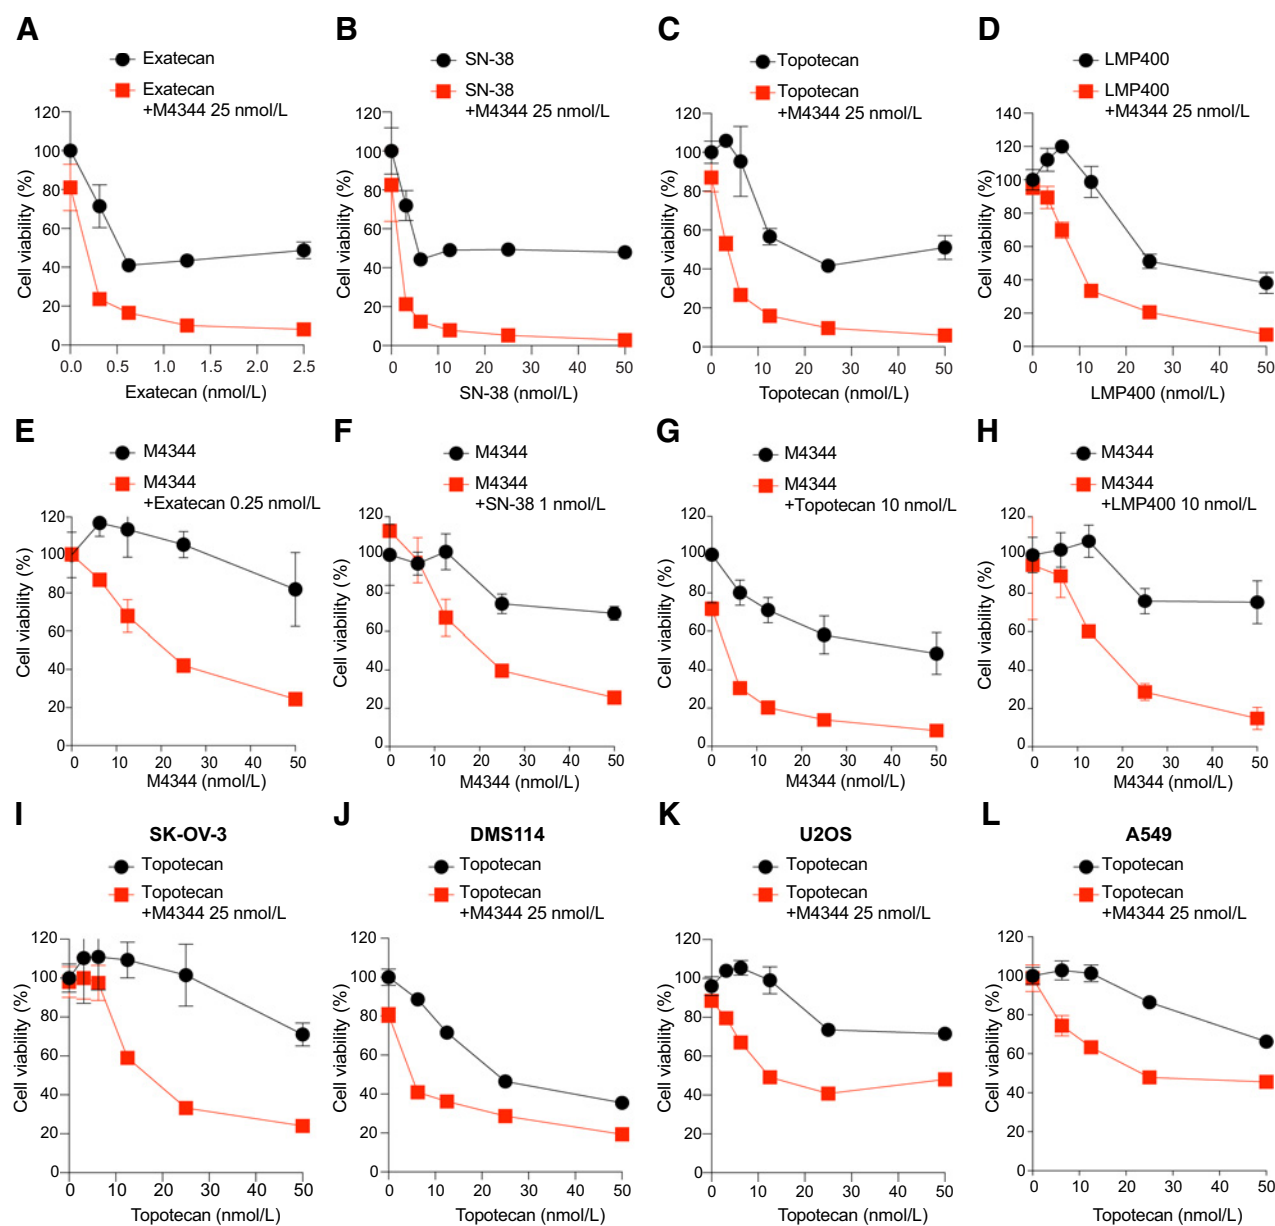 A
Exatecan
Exatecan
+M4344 25 nmol/L
Cell viability (%)
120
100
80
60
40
20
0
0.0 0.5 1.0 1.5 2.0 2.5
Exatecan (nmol/L)
B
SN-38
SN-38
+M4344 25 nmol/L
Cell viability (%)
120
100
80
60
40
20
0
0 10 20 30 40 50
SN-38 (nmol/L)
C
Topotecan
Topotecan
+M4344 25 nmol/L
Cell viability (%)
120
100
80
60
40
20
0
0 10 20 30 40 50
Topotecan (nmol/L)
D
LMP400
LMP400
+M4344 25 nmol/L
Cell viability (%)
140
120
100
80
60
40
20
0
0 10 20 30 40 50
LMP400 (nmol/L)
E
M4344
M4344
+Exatecan 0.25 nmol/L
Cell viability (%)
120
100
80
60
40
20
0
0 10 20 30 40 50
M4344 (nmol/L)
F
M4344
M4344
+SN-38 1 nmol/L
Cell viability (%)
120
100
80
60
40
20
0
0 10 20 30 40 50
M4344 (nmol/L)
G
M4344
M4344
+Topotecan 10 nmol/L
Cell viability (%)
120
100
80
60
40
20
0
0 10 20 30 40 50
M4344 (nmol/L)
H
M4344
M4344
+LMP400 10 nmol/L
Cell viability (%)
120
100
80
60
40
20
0
0 10 20 30 40 50
M4344 (nmol/L)
I
SK-OV-3
Topotecan
Topotecan
+M4344 25 nmol/L
Cell viability (%)
120
100
80
60
40
20
0
0 10 20 30 40 50
Topotecan (nmol/L)
J
DMS114
Topotecan
Topotecan
+M4344 25 nmol/L
Cell viability (%)
120
100
80
60
40
20
0
0 10 20 30 40 50
Topotecan (nmol/L)
K
U2OS
Topotecan
Topotecan
+M4344 25 nmol/L
Cell viability (%)
120
100
80
60
40
20
0
0 10 20 30 40 50
Topotecan (nmol/L)
L
A549
Topotecan
Topotecan
+M4344 25 nmol/L
Cell viability (%)
120
100
80
60
40
20
0
0 10 20 30 40 50
Topotecan (nmol/L)